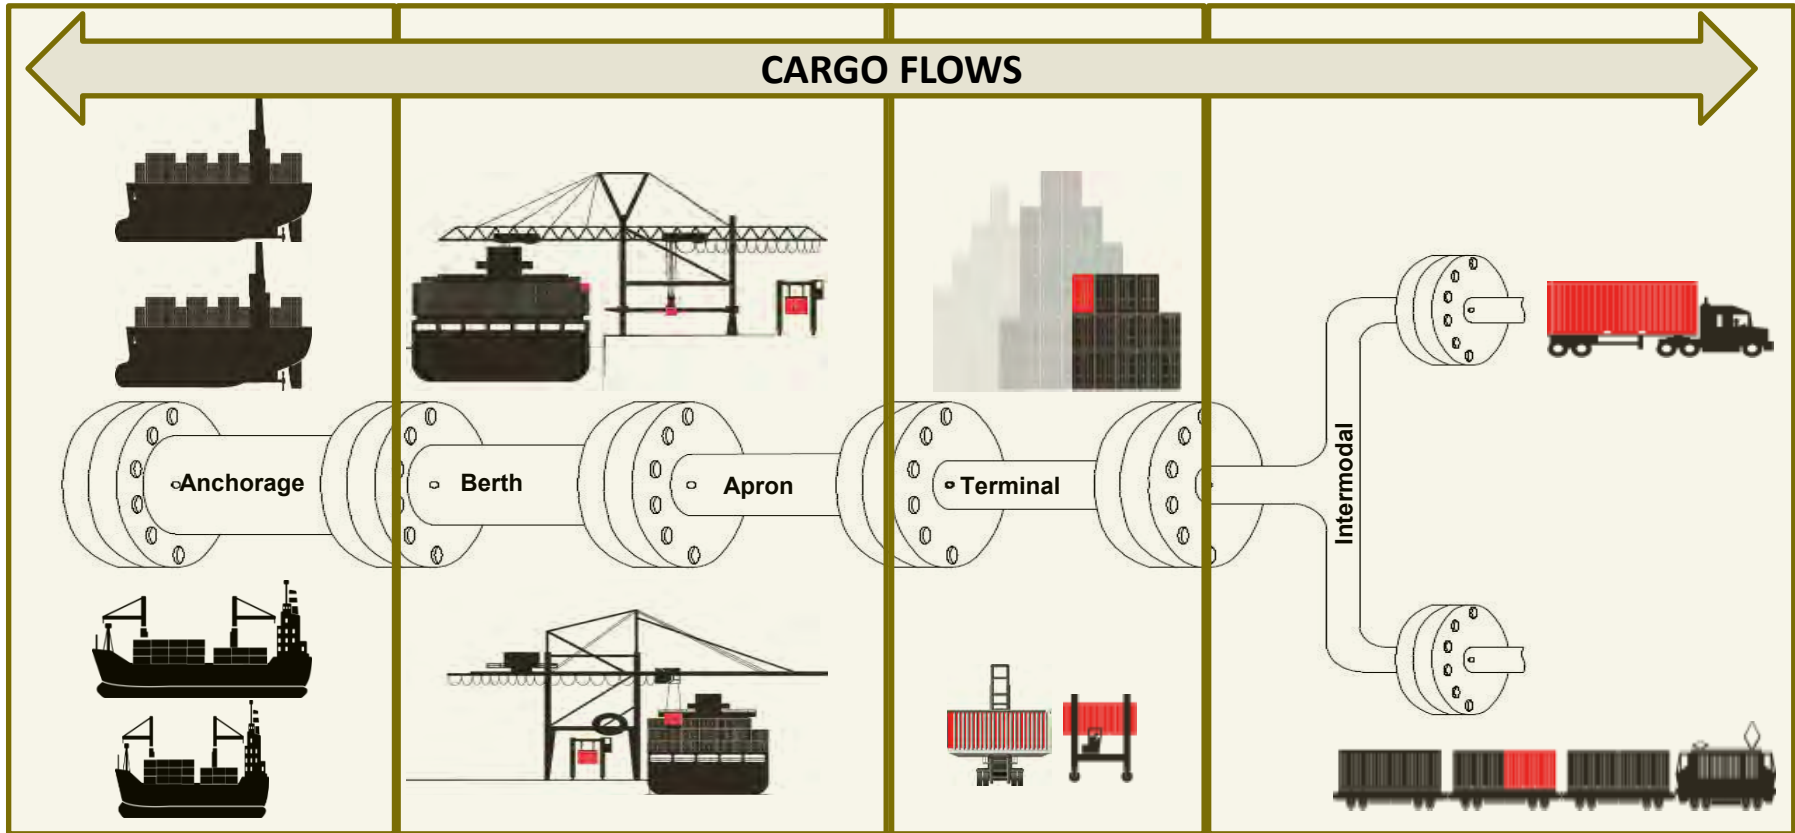 CARGO FLOWS
Anchorage
Berth
Apron
Terminal
Intermodal